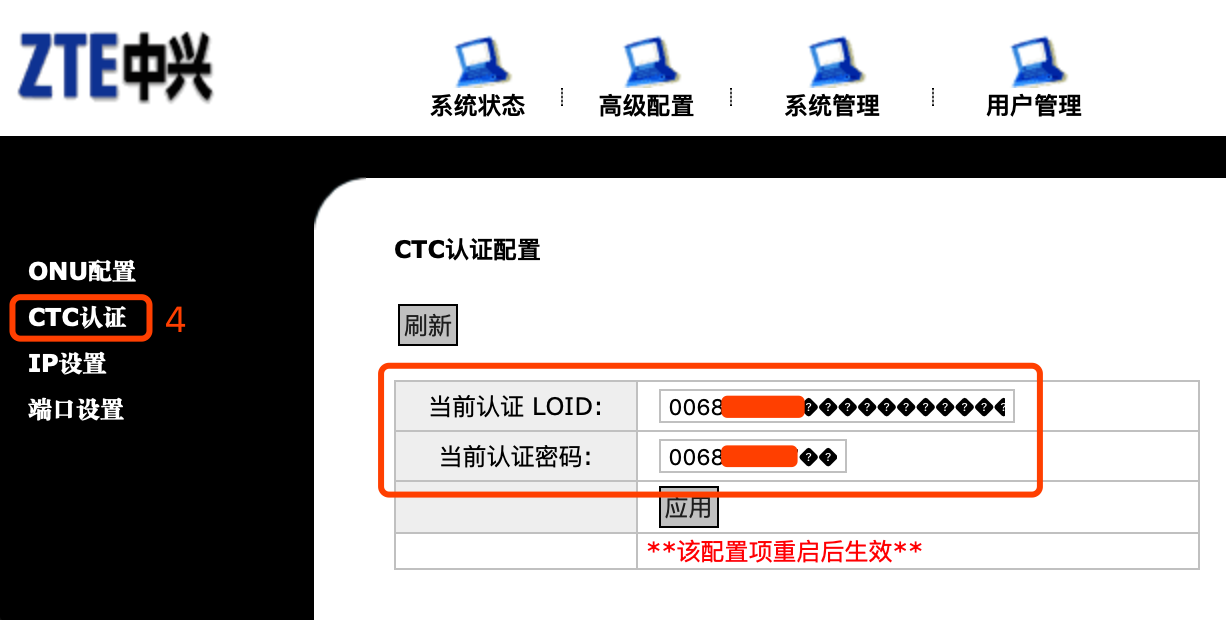 ZTE中兴
系统状态 高级配置 系统管理 用户管理
CTC认证配置
ONU配置
CTC认证 4
刷新
IP设置
端口设置
当前认证 LOID: 0068������������
当前认证密码: 0068��
应用
**该配置项重启后生效**